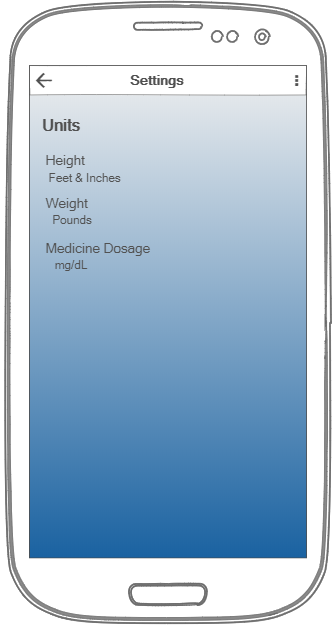 Settings
Units
Height
Feet & Inches
Weight
Pounds
Medicine Dosage
mg/dL